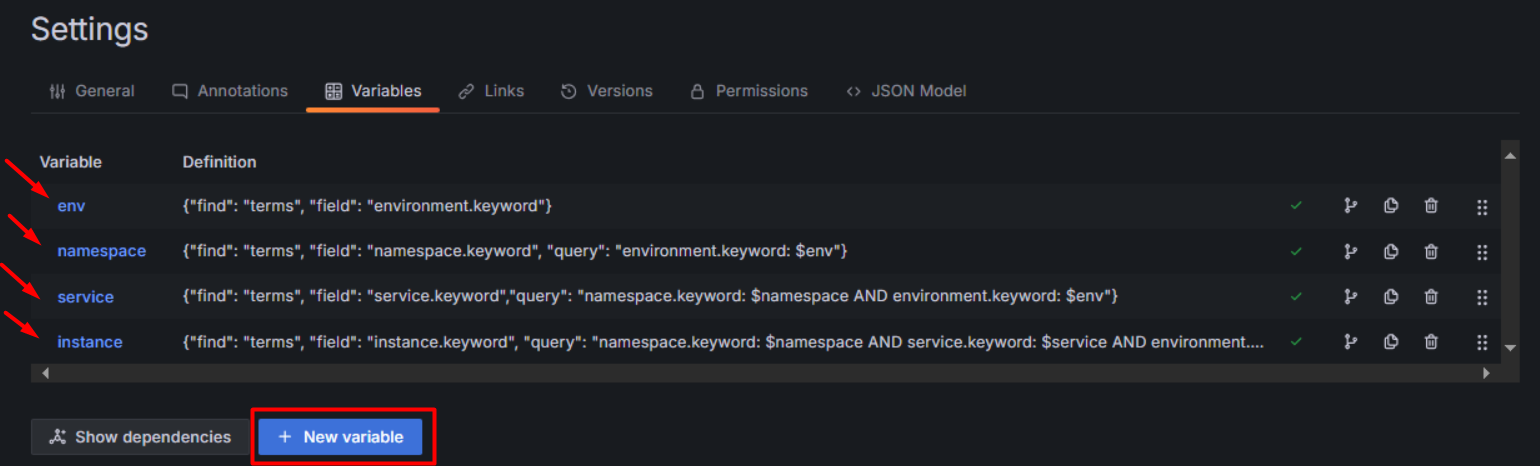 Settings
General Annotations Variables Links Versions Permissions JSON Model
Variable Definition
env {"find": "terms", "field": "environment.keyword"}
namespace {"find": "terms", "field": "namespace.keyword", "query": "environment.keyword: $env"}
service {"find": "terms", "field": "service.keyword","query": "namespace.keyword: $namespace AND environment.keyword: $env"}
instance {"find": "terms", "field": "instance.keyword", "query": "namespace.keyword: $namespace AND service.keyword: $service AND environment....
Show dependencies + New variable